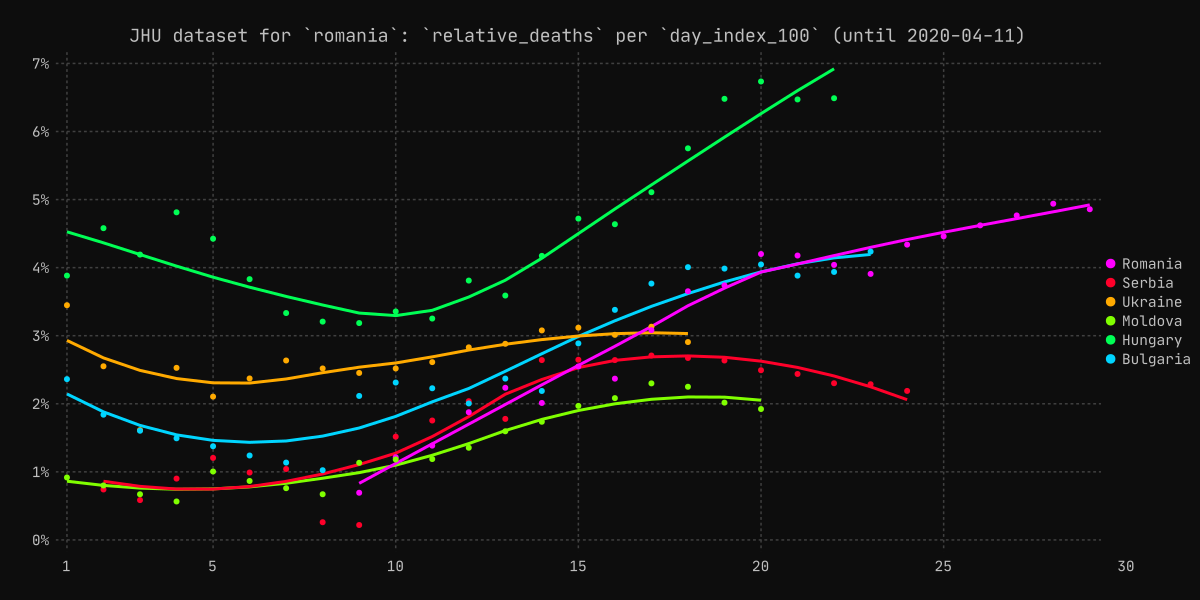 JHU dataset for `romania`: `relative_deaths` per `day_index_100` (until 2020-04-11)
7%
6%
5%
4%
3%
2%
1%
0%
1 5 10 15 20 25 30
Romania
Serbia
Ukraine
Moldova
Hungary
Bulgaria